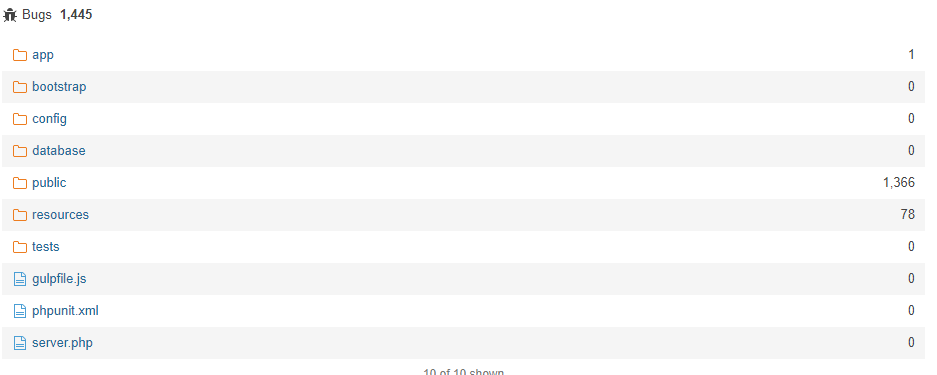 Bugs 1,445
app 1
bootstrap 0
config 0
database 0
public 1,366
resources 78
tests 0
gulpfile.js 0
phpunit.xml 0
server.php 0
10 of 10 shown